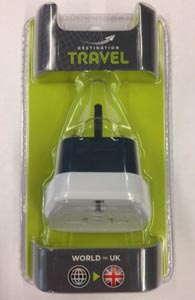 DESTINATION
TRAVEL
WORLD TO UK